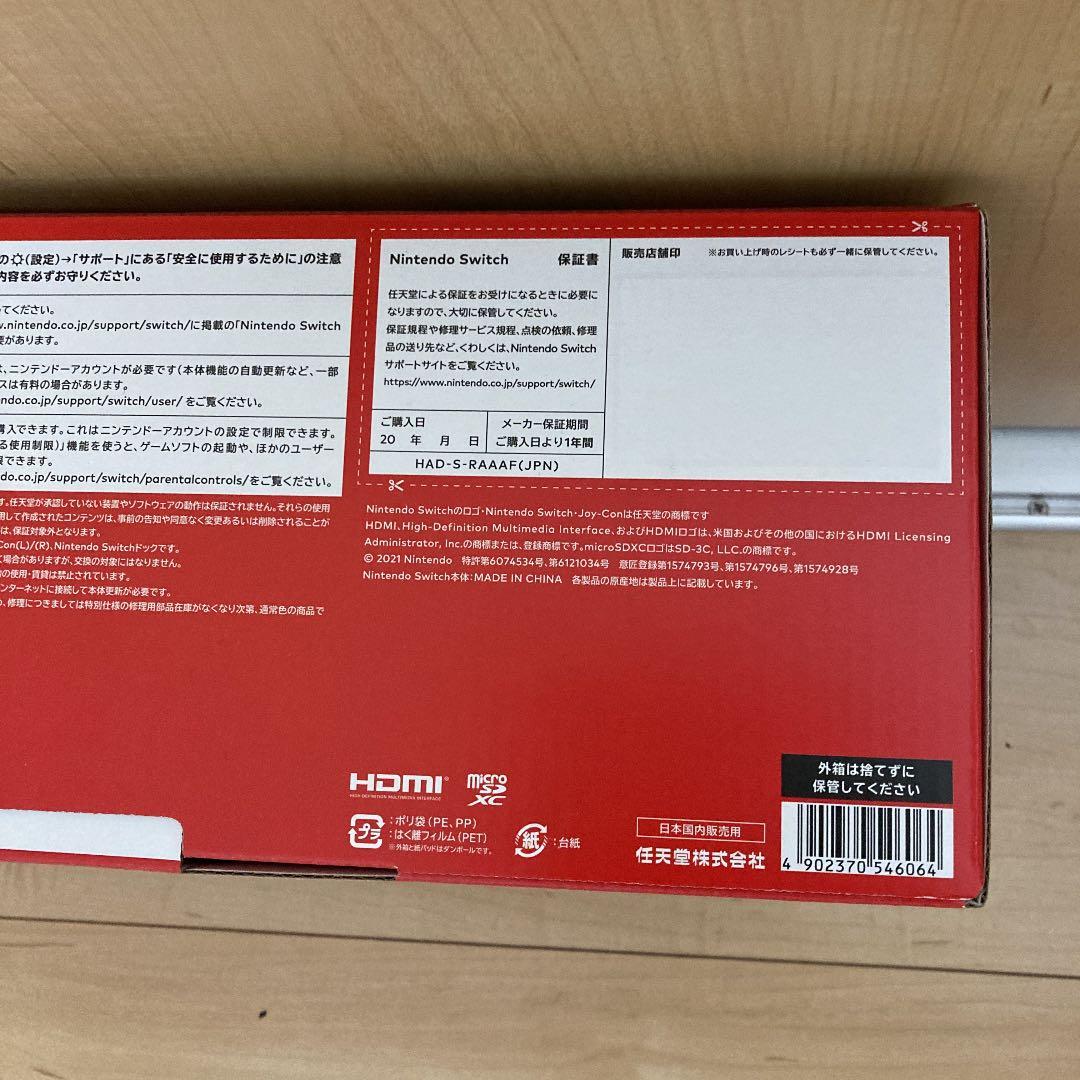 の(設定)→「サポート」にある「安全に使用するために」の注意
内容を必ずお守りください。
てください。
w.nintendo.co.jp/support/switch/に掲載の「Nintendo Switch
要があります。
は、ニンテンドーアカウントが必要です(本体機能の自動更新など、一部
スは有料の場合があります。
endo.co.jp/support/switch/user/ をご覧ください。
購入できます。これはニンテンドーアカウントの設定で制限できます。
る使用制限)」機能を使うと、ゲームソフトの起動や、ほかのユーザー
限できます。
do.co.jp/support/switch/parentalcontrols/をご覧ください。
す。任天堂が承認していない装置やソフトウェアの動作は保証されません。それらの使用
用して作成されたコンテンツは、事前の告知や同意なく変更あるいは削除されることが
は、保証対象外となります。
Con(L)/(R)、Nintendo Switchドックです。
く場合がありますが、交換の対象にはなりません。
の使用・賃貸は禁止されています。
インターネットに接続して本体更新が必要です。
め、修理につきましては特別仕様の修理用部品在庫がなくなり次第、通常色の商品で
Nintendo Switch 保証書
任天堂による保証をお受けになるときに必要に
なりますので、大切に保管してください。
保証規程や修理サービス規程、点検の依頼、修理
品の送り先など、くわしくは、Nintendo Switch
サポートサイトをご覧ください。
https://www.nintendo.co.jp/support/switch/
ご購入日
20 年 月 日
メーカー保証期間
ご購入日より1年間
HAD-S-RAAAF(JPN)
販売店舗印 ※お買い上げ時のレシートも必ず一緒に保管してください。
Nintendo Switchのロゴ・Nintendo Switch・Joy-Conは任天堂の商標です
HDMI、High-Definition Multimedia Interface、およびHDMIロゴは、米国およびその他の国におけるHDMI Licensing
Administrator, Inc.の商標または、登録商標です。microSDXCロゴはSD-3C, LLC.の商標です。
© 2021 Nintendo 特許第6074534号、第6121034号 意匠登録第1574793号、第1574796号、第1574928号
Nintendo Switch本体:MADE IN CHINA 各製品の原産地は製品上に記載しています。
HDMI
HIGH-DEFINITION MULTIMEDIA INTERFACE
micro
SD
XC
プラ
:ポリ袋(PE、PP)
:はく離フィルム(PET)
※外箱と紙パッドはダンボールです。
紙
:台紙
日本国内販売用
任天堂株式会社
外箱は捨てずに
保管してください
4 902370 546064